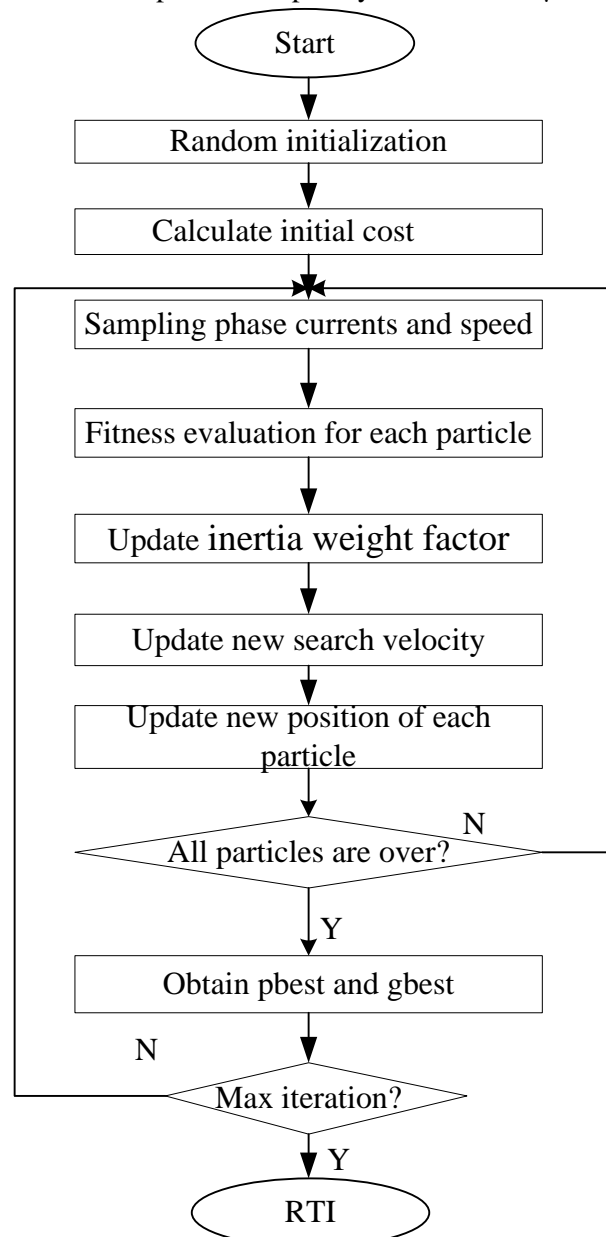 Start
Random initialization
Calculate initial cost
Sampling phase currents and speed
Fitness evaluation for each particle
Update inertia weight factor
Update new search velocity
Update new position of each
particle
N
All particles are over?
Y
Obtain pbest and gbest
N
Max iteration?
Y
RTI